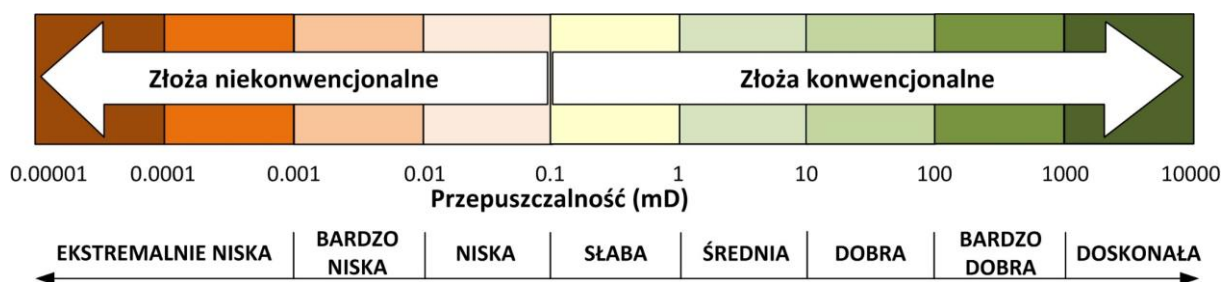 Złoża niekonwencjonalne Złoża konwencjonalne
0.00001 0.0001 0.001 0.01 0.1 1 10 100 1000 10000
Przepuszczalność (mD)
EKSTREMALNIE NISKA BARDZO NISKA NISKA SŁABA ŚREDNIA DOBRA BARDZO DOBRA DOSKONAŁA